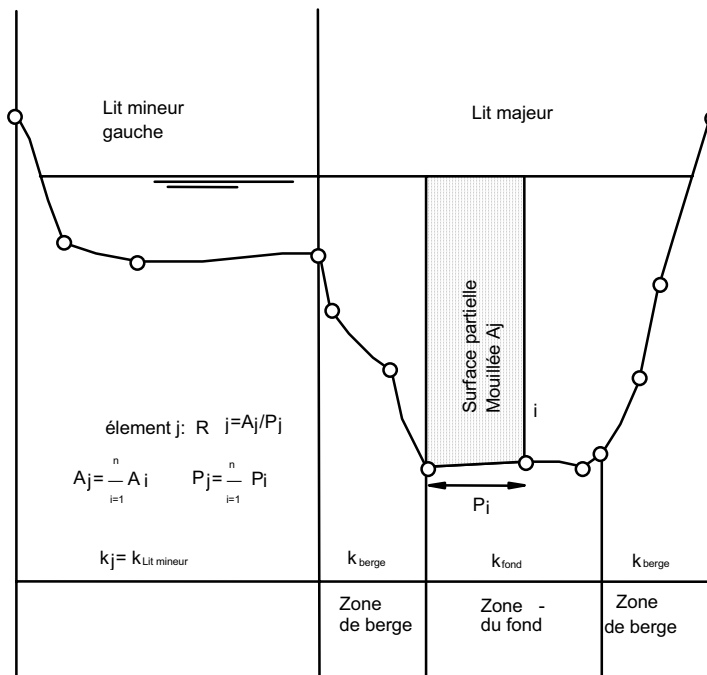 Lit mineur
gauche
Lit majeur
Surface partielle
Mouillée Aj
i
élement j: R j=Aj/Pj
n
Aj=— A i
i=1
n
Pj=— Pi
i=1
Pi
kj= kLit mineur
kberge
kfond
kberge
Zone
de berge
Zone -
du fond
Zone
de berge